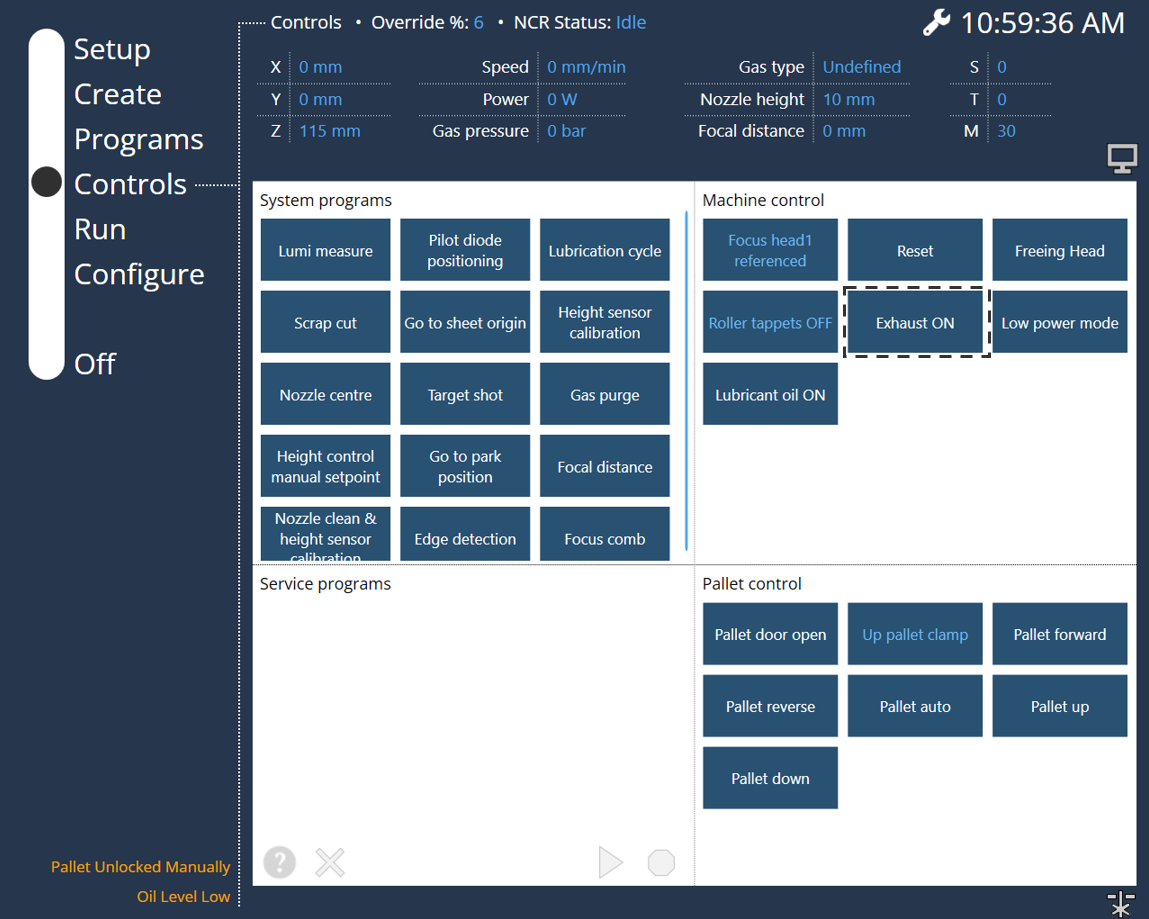 Controls • Override %: 6 • NCR Status: Idle
10:59:36 AM
Setup
Create
Programs
Controls
Run
Configure
Off
X 0 mm
Y 0 mm
Z 115 mm
Speed 0 mm/min
Power 0 W
Gas pressure 0 bar
Gas type Undefined
Nozzle height 10 mm
Focal distance 0 mm
S 0
T 0
M 30
System programs
Lumi measure
Pilot diode
positioning
Lubrication cycle
Scrap cut
Go to sheet origin
Height sensor
calibration
Nozzle centre
Target shot
Gas purge
Height control
manual setpoint
Go to park
position
Focal distance
Nozzle clean &
height sensor
calibration
Edge detection
Focus comb
Machine control
Focus head1
referenced
Reset
Freeing Head
Roller tappets OFF
Exhaust ON
Low power mode
Lubricant oil ON
Service programs
Pallet control
Pallet door open
Up pallet clamp
Pallet forward
Pallet reverse
Pallet auto
Pallet up
Pallet down
?
Pallet Unlocked Manually
Oil Level Low